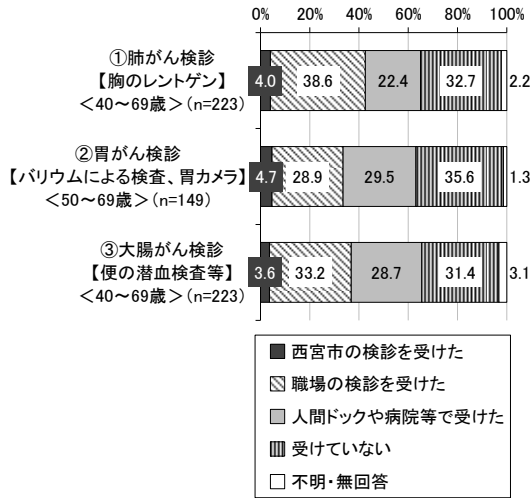 0% 20% 40% 60% 80% 100%
①肺がん検診
【胸のレントゲン】
＜40～69歳＞(n=223)
4.0 38.6 22.4 32.7 2.2
②胃がん検診
【バリウムによる検査、胃カメラ】
＜50～69歳＞(n=149)
4.7 28.9 29.5 35.6 1.3
③大腸がん検診
【便の潜血検査等】
＜40～69歳＞(n=223)
3.6 33.2 28.7 31.4 3.1
西宮市の検診を受けた
職場の検診を受けた
人間ドックや病院等で受けた
受けていない
不明・無回答